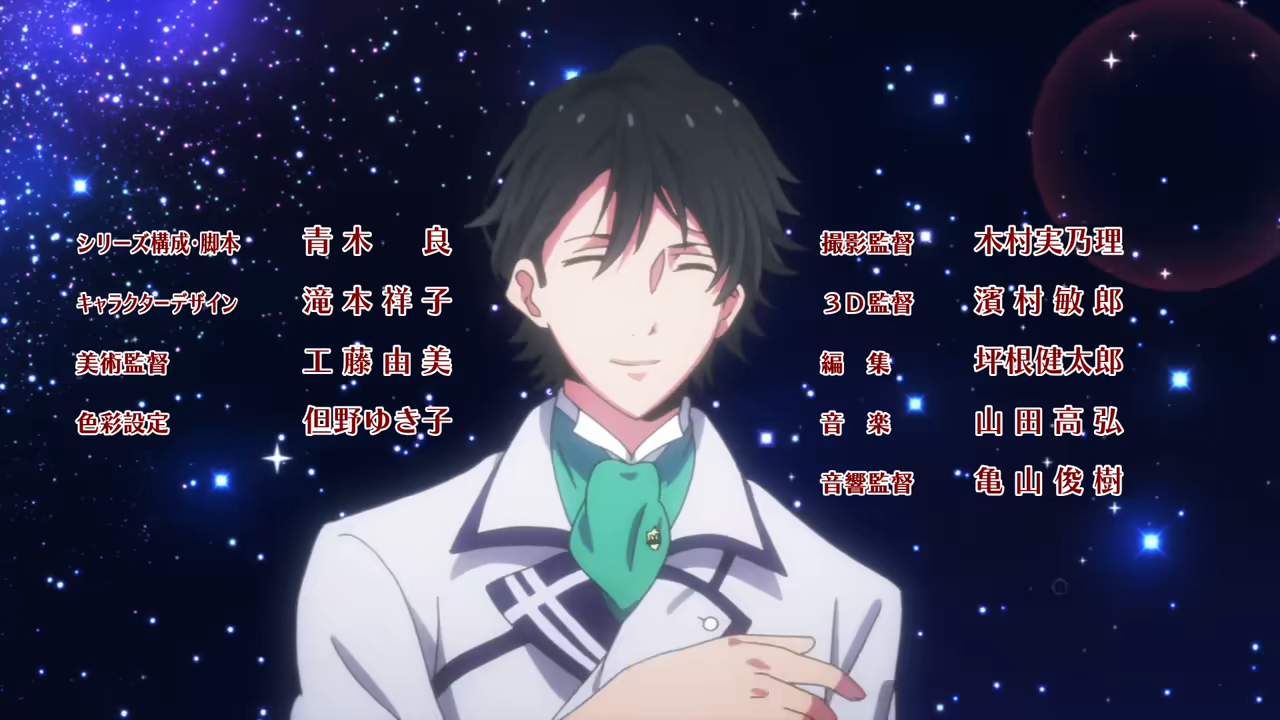 シリーズ構成・脚本 青木 良
キャラクターデザイン 滝本祥子
美術監督 工藤由美
色彩設定 但野ゆき子
撮影監督 木村実乃理
3D監督 濱村敏郎
編集 坪根健太郎
音楽 山田高弘
音響監督 亀山俊樹